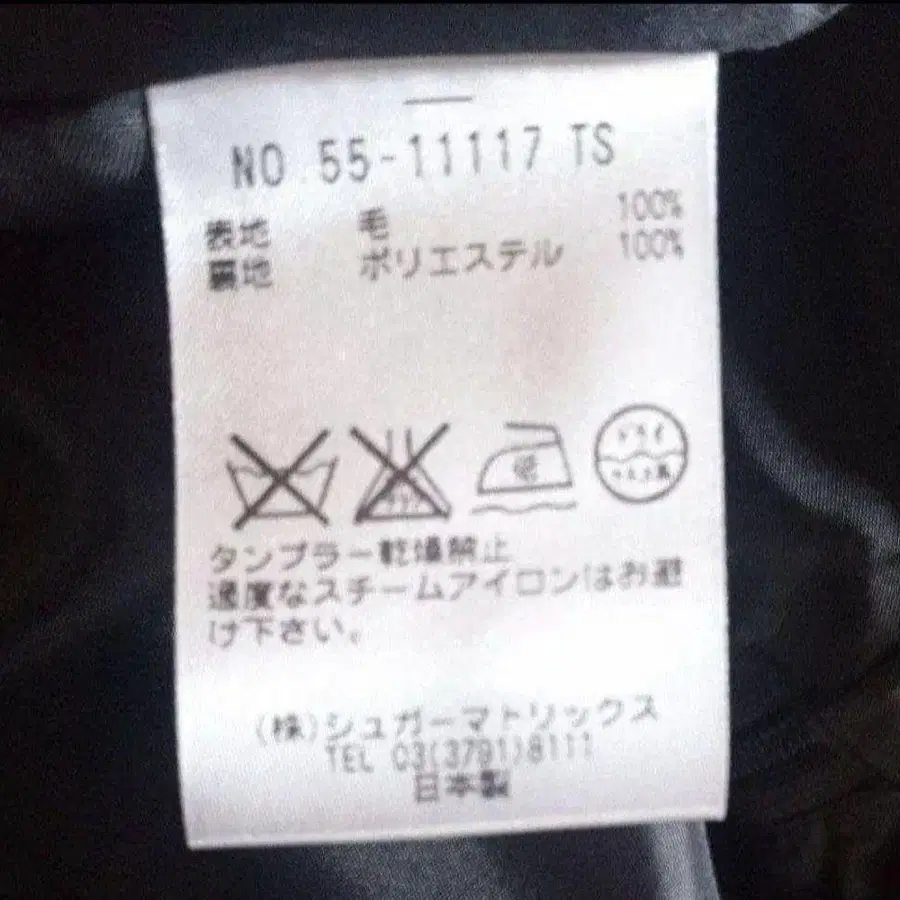 NO 55-11117 TS
表地 毛 100%
裏地 ポリエステル 100%
低
ドライ
タンブラー乾燥禁止
過度なスチームアイロンはお避
け下さい。
(株)シュガーマトリックス
TEL 03(3791)8111
日本製